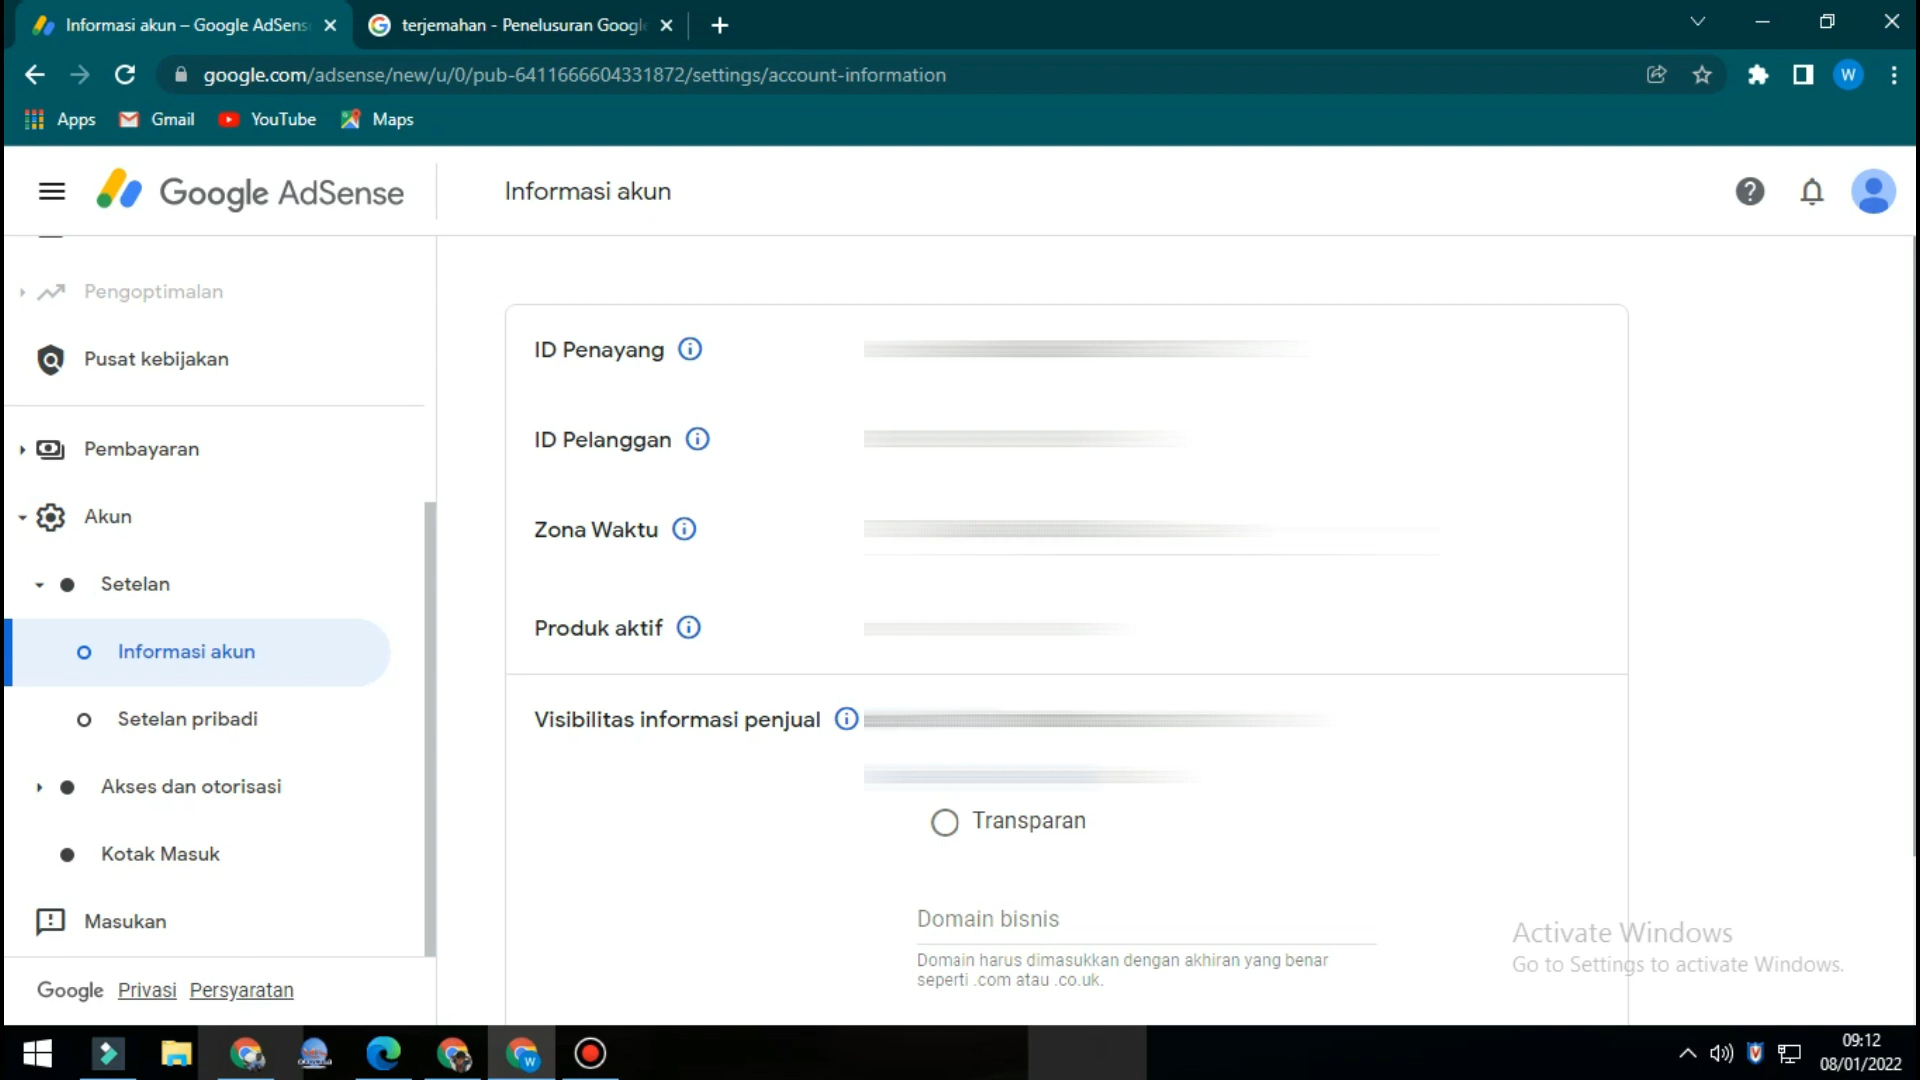 Informasi akun – Google AdSens
terjemahan - Penelusuran Google
google.com/adsense/new/u/0/pub-6411666604331872/settings/account-information
W
Apps
Gmail
YouTube
Maps
Google AdSense
Informasi akun
Pengoptimalan
Pusat kebijakan
Pembayaran
Akun
Setelan
Informasi akun
Setelan pribadi
Akses dan otorisasi
Kotak Masuk
Masukan
Google Privasi Persyaratan
ID Penayang
ID Pelanggan
Zona Waktu
Produk aktif
Visibilitas informasi penjual
Transparan
Domain bisnis
Domain harus dimasukkan dengan akhiran yang benar
seperti .com atau .co.uk.
Activate Windows
Go to Settings to activate Windows.
W
09:12
08/01/2022